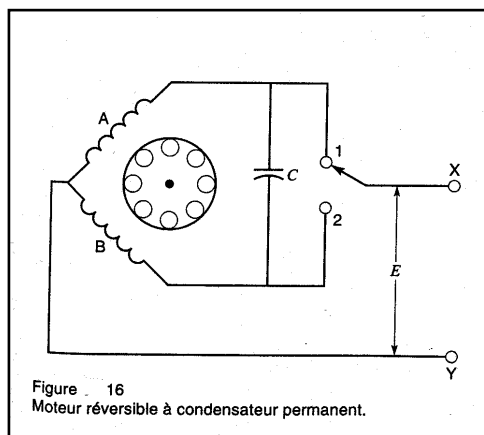 A
1
X
C
2
B
E
Y
Figure 16
Moteur réversible à condensateur permanent.